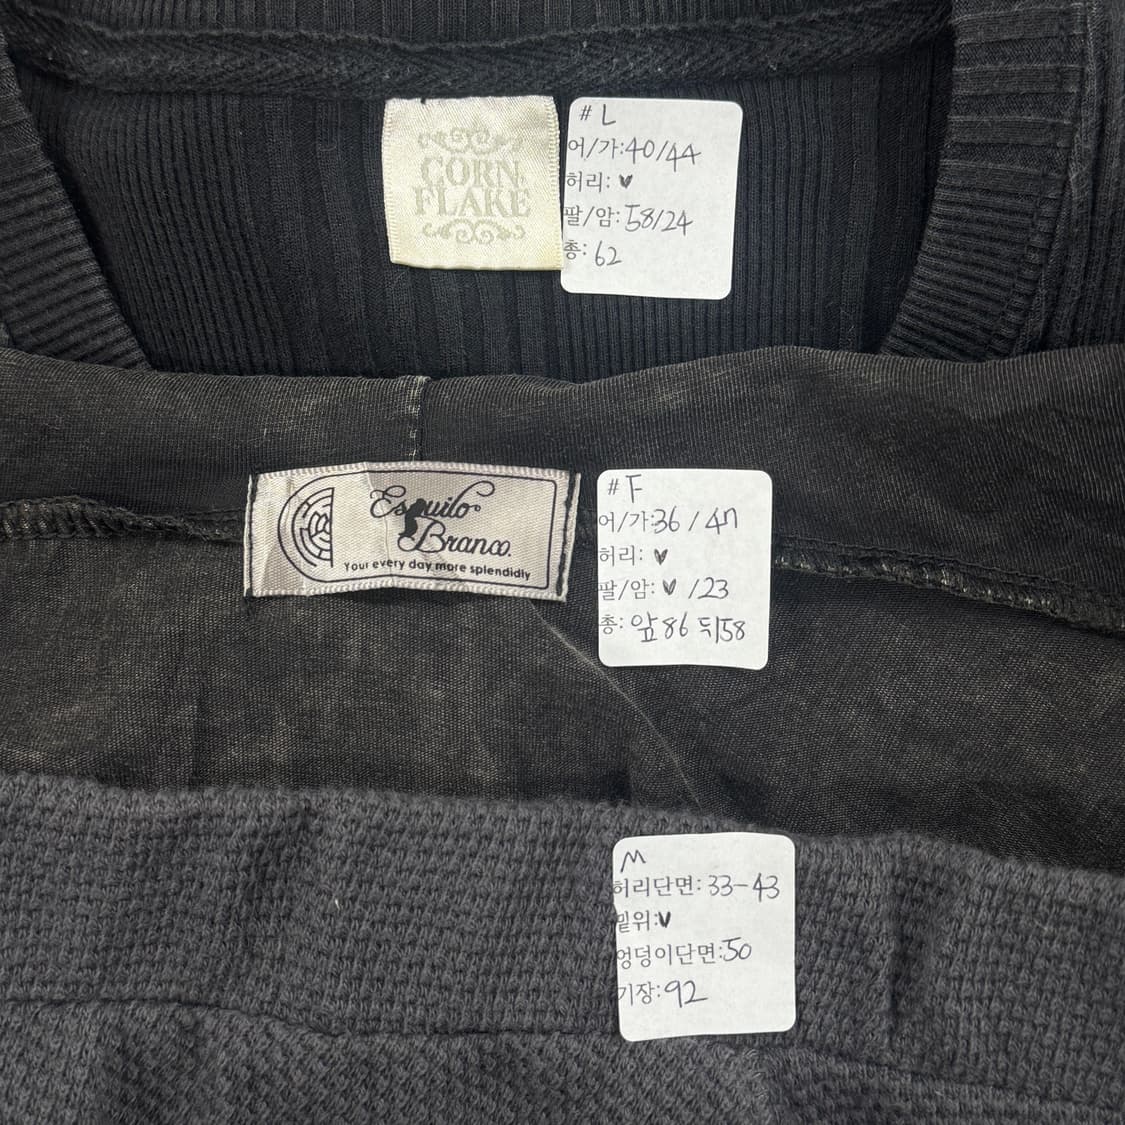 CORN
FLAKE
# L
어/가:40/44
허리: ♥
팔/암: 58/24
총: 62
Esquilo
Branco.
Your every day more splendidly
# F
어/가36/47
허리: ♥
팔/암: ♥/23
총: 앞86 뒤58
M
허리단면: 33-43
밑위:♥
엉덩이단면:50
기장:92